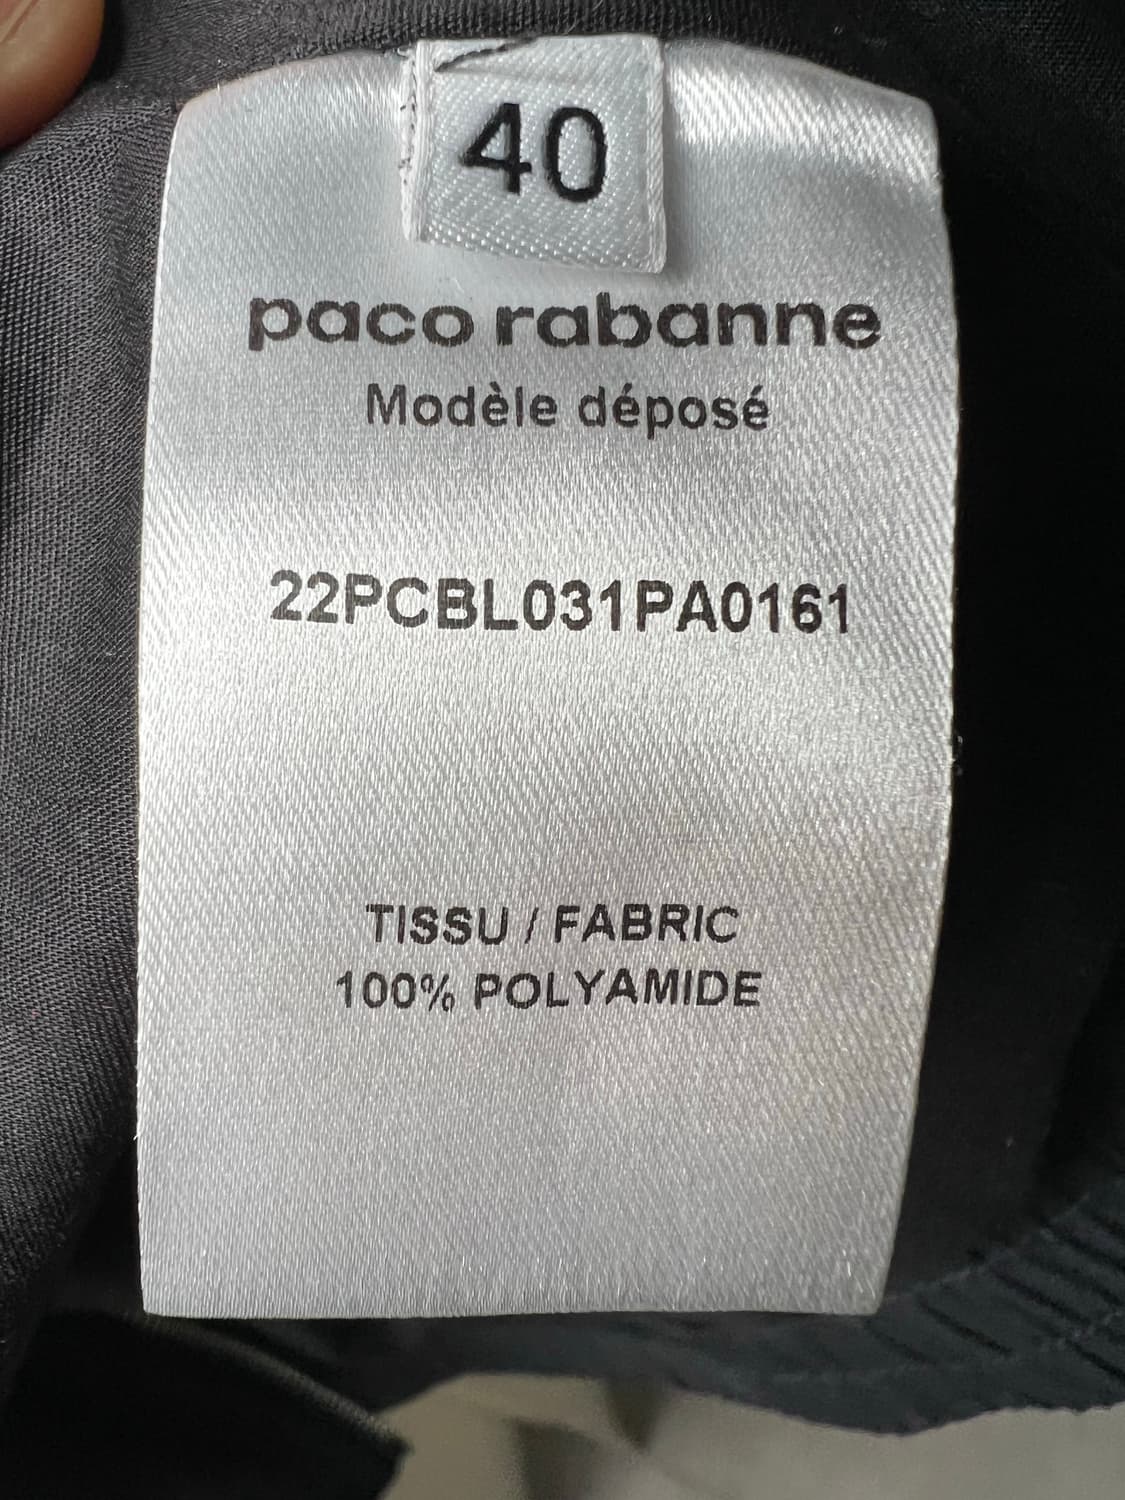 40
paco rabanne
Modèle déposé
22PCBL031PA0161
TISSU / FABRIC
100% POLYAMIDE